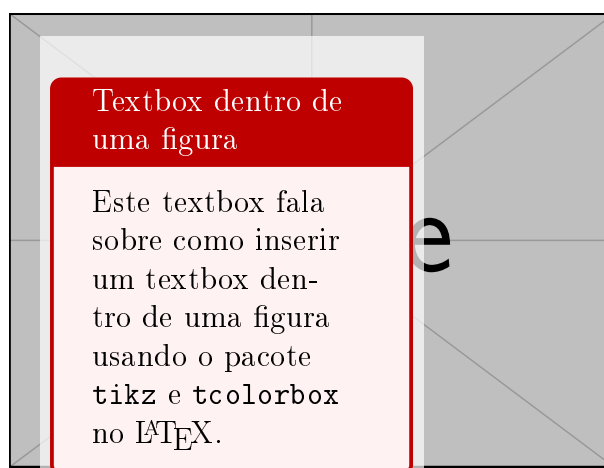 Textbox dentro de
uma figura
e
Este textbox fala
sobre como inserir
um textbox den-
tro de uma figura
usando o pacote
tikz e tcolorbox
no LATEX.